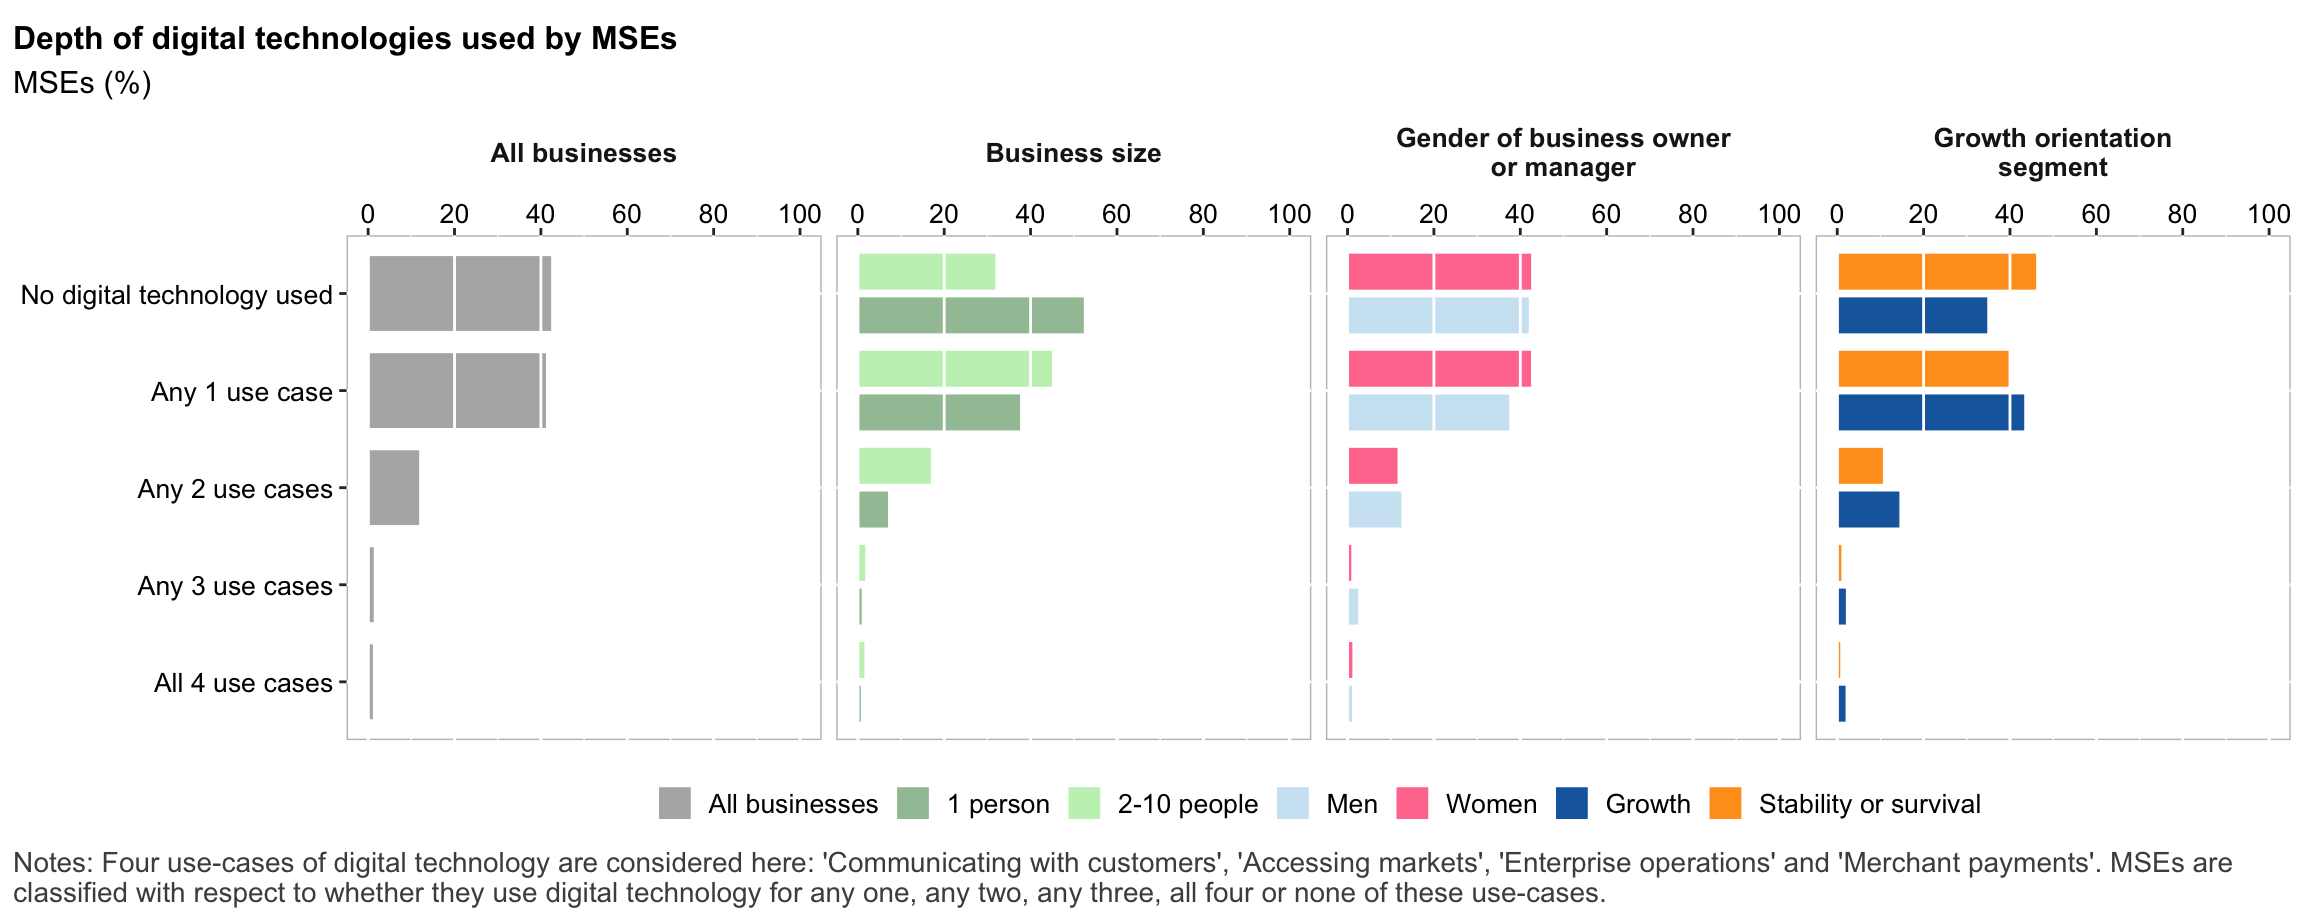 Depth of digital technologies used by MSEs
MSEs (%)
All businesses
Business size
Gender of business owner
or manager
Growth orientation
segment
0 20 40 60 80 100
0 20 40 60 80 100
0 20 40 60 80 100
0 20 40 60 80 100
No digital technology used
Any 1 use case
Any 2 use cases
Any 3 use cases
All 4 use cases
All businesses
1 person
2-10 people
Men
Women
Growth
Stability or survival
Notes: Four use-cases of digital technology are considered here: 'Communicating with customers', 'Accessing markets', 'Enterprise operations' and 'Merchant payments'. MSEs are
classified with respect to whether they use digital technology for any one, any two, any three, all four or none of these use-cases.